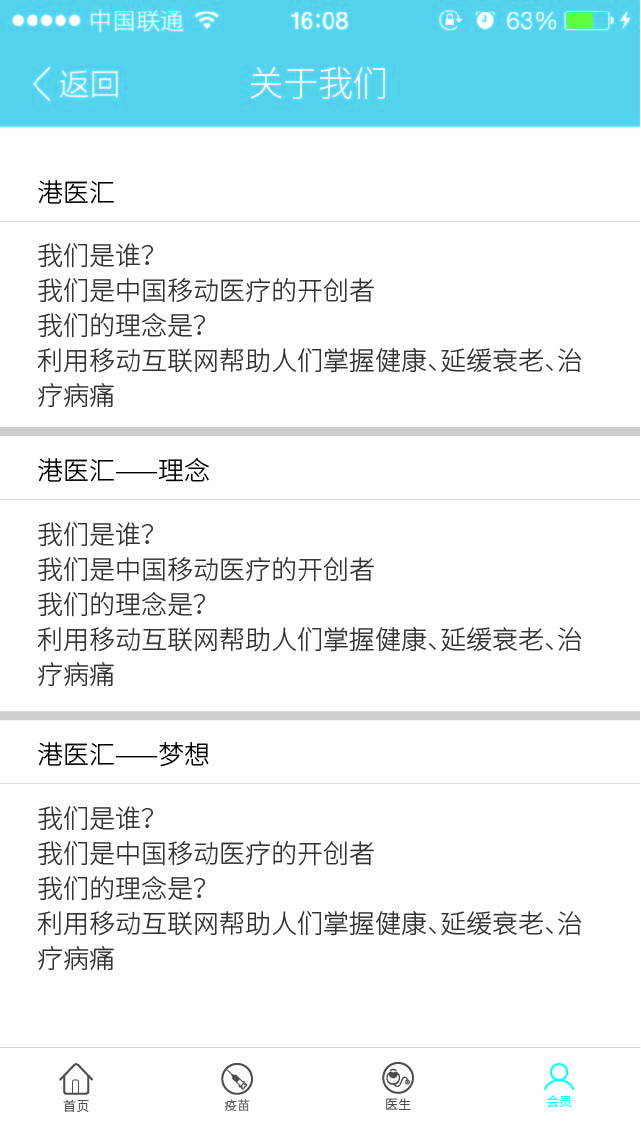 中国联通 16:08 63%
返回 关于我们
港医汇
我们是谁？
我们是中国移动医疗的开创者
我们的理念是？
利用移动互联网帮助人们掌握健康、延缓衰老、治
疗病痛
港医汇——理念
我们是谁？
我们是中国移动医疗的开创者
我们的理念是？
利用移动互联网帮助人们掌握健康、延缓衰老、治
疗病痛
港医汇——梦想
我们是谁？
我们是中国移动医疗的开创者
我们的理念是？
利用移动互联网帮助人们掌握健康、延缓衰老、治
疗病痛
首页 疫苗 医生 会员